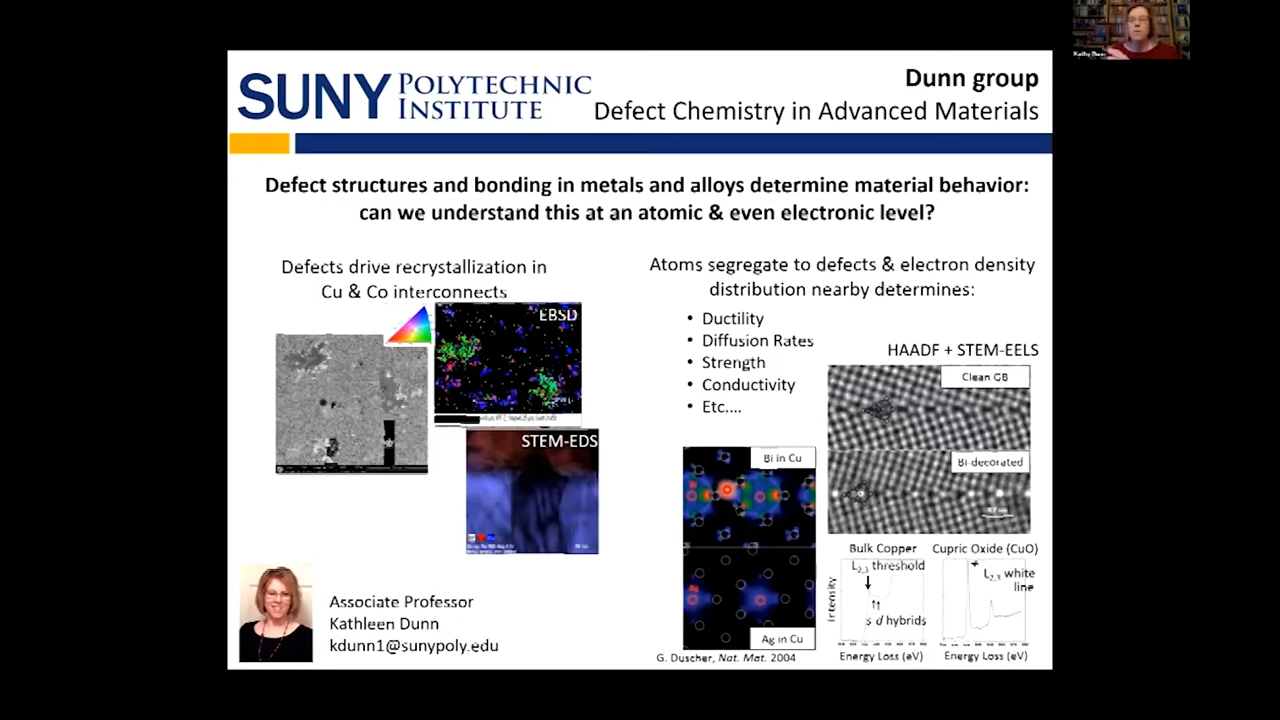 Kathy Dunn
SUNY POLYTECHNIC
INSTITUTE
Dunn group
Defect Chemistry in Advanced Materials
Defect structures and bonding in metals and alloys determine material behavior:
can we understand this at an atomic & even electronic level?
Defects drive recrystallization in
Cu & Co interconnects
EBSD
STEM-EDS
Atoms segregate to defects & electron density
distribution nearby determines:
• Ductility
• Diffusion Rates
• Strength
• Conductivity
• Etc....
HAADF + STEM-EELS
Clean GB
Bi-decorated
Bi in Cu
Ag in Cu
G. Duscher, Nat. Mat. 2004
Bulk Copper
L2,3 threshold
s d hybrids
Intensity
Energy Loss (eV)
Cupric Oxide (CuO)
L2,3 white
line
Energy Loss (eV)
Associate Professor
Kathleen Dunn
kdunn1@sunypoly.edu